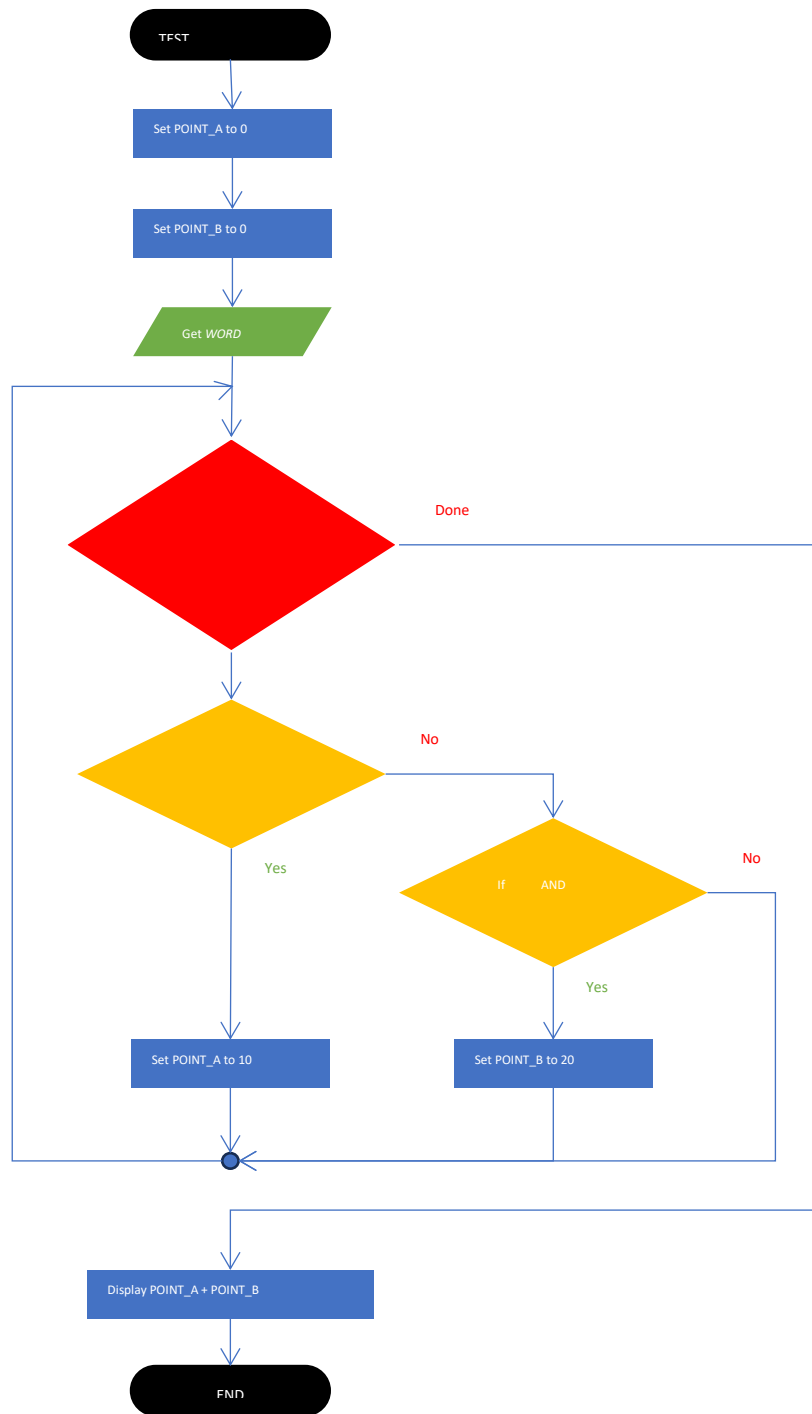 TEST
Set POINT_A to 0
Set POINT_B to 0
Get WORD
Done
No
Yes
If AND
No
Yes
Set POINT_A to 10
Set POINT_B to 20
Display POINT_A + POINT_B
END